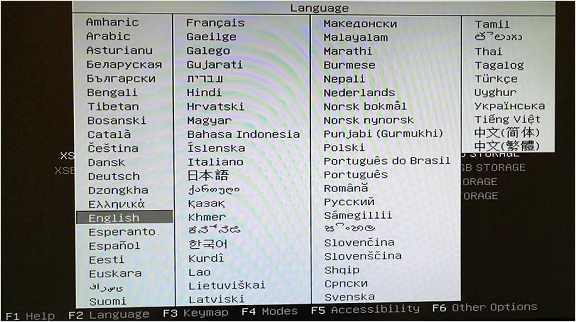 Language
Amharic
Arabic
Asturianu
Беларуская
Български
Bengali
Tibetan
Bosanski
Català
Čeština
Dansk
Deutsch
Dzongkha
Ελληνικά
English
Esperanto
Español
Eesti
Euskara
فارسی
Suomi
Français
Gaeilge
Galego
Gujarati
עברית
Hindi
Hrvatski
Magyar
Bahasa Indonesia
Íslenska
Italiano
日本語
ქართული
Қазақ
Khmer
ಕನ್ನಡ
한국어
Kurdî
Lao
Lietuviškai
Latviski
Македонски
Malayalam
Marathi
Burmese
Nepali
Nederlands
Norsk bokmål
Norsk nynorsk
Punjabi (Gurmukhi)
Polski
Português do Brasil
Português
Română
Русский
Sámegillii
සිංහල
Slovenčina
Slovenščina
Shqip
Српски
Svenska
Tamil
తెలుగు
Thai
Tagalog
Türkçe
Uyghur
Українська
Tiếng Việt
中文(简体)
中文(繁體)
STORAGE
GB STORAGE
ORAGE
ORAGE
F1 Help F2 Language F3 Keymap F4 Modes F5 Accessibility F6 Other Options